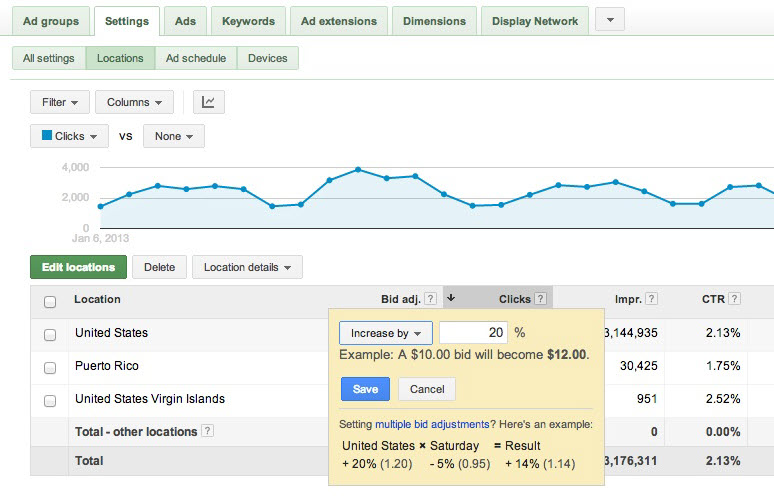 Ad groups Settings Ads Keywords Ad extensions Dimensions Display Network
All settings Locations Ad schedule Devices
Filter Columns
Clicks vs None
4,000
2,000
0
Jan 6, 2013
Edit locations Delete Location details
Location Bid adj. ? Clicks ? Impr. ? CTR ?
Increase by 20 %
United States 3,144,935 2.13%
Example: A $10.00 bid will become $12.00.
Puerto Rico 30,425 1.75%
Save Cancel
United States Virgin Islands 951 2.52%
Setting multiple bid adjustments? Here's an example:
Total - other locations ? 0 0.00%
United States × Saturday = Result
Total 3,176,311 2.13%
+ 20% (1.20) - 5% (0.95) + 14% (1.14)